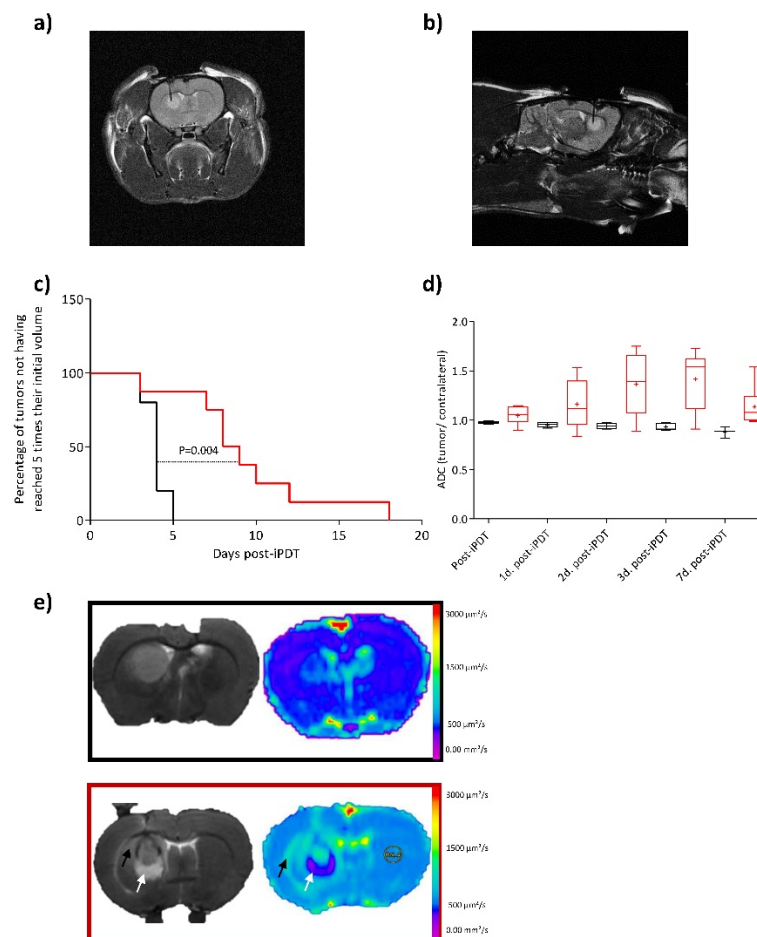 a)
b)
c)
Percentage of tumors not having
reached 5 times their initial volume
150
100
50
0
P=0.004
0
5
10
15
20
Days post-iPDT
d)
ADC (tumor/ contralateral)
2.0
1.5
1.0
0.5
0.0
Post-iPDT
1d. post-iPDT
2d. post-iPDT
3d. post-iPDT
7d. post-iPDT
e)
3000 µm²/s
1500 µm²/s
500 µm²/s
0.00 mm²/s
3000 µm²/s
1500 µm²/s
500 µm²/s
0.00 mm²/s